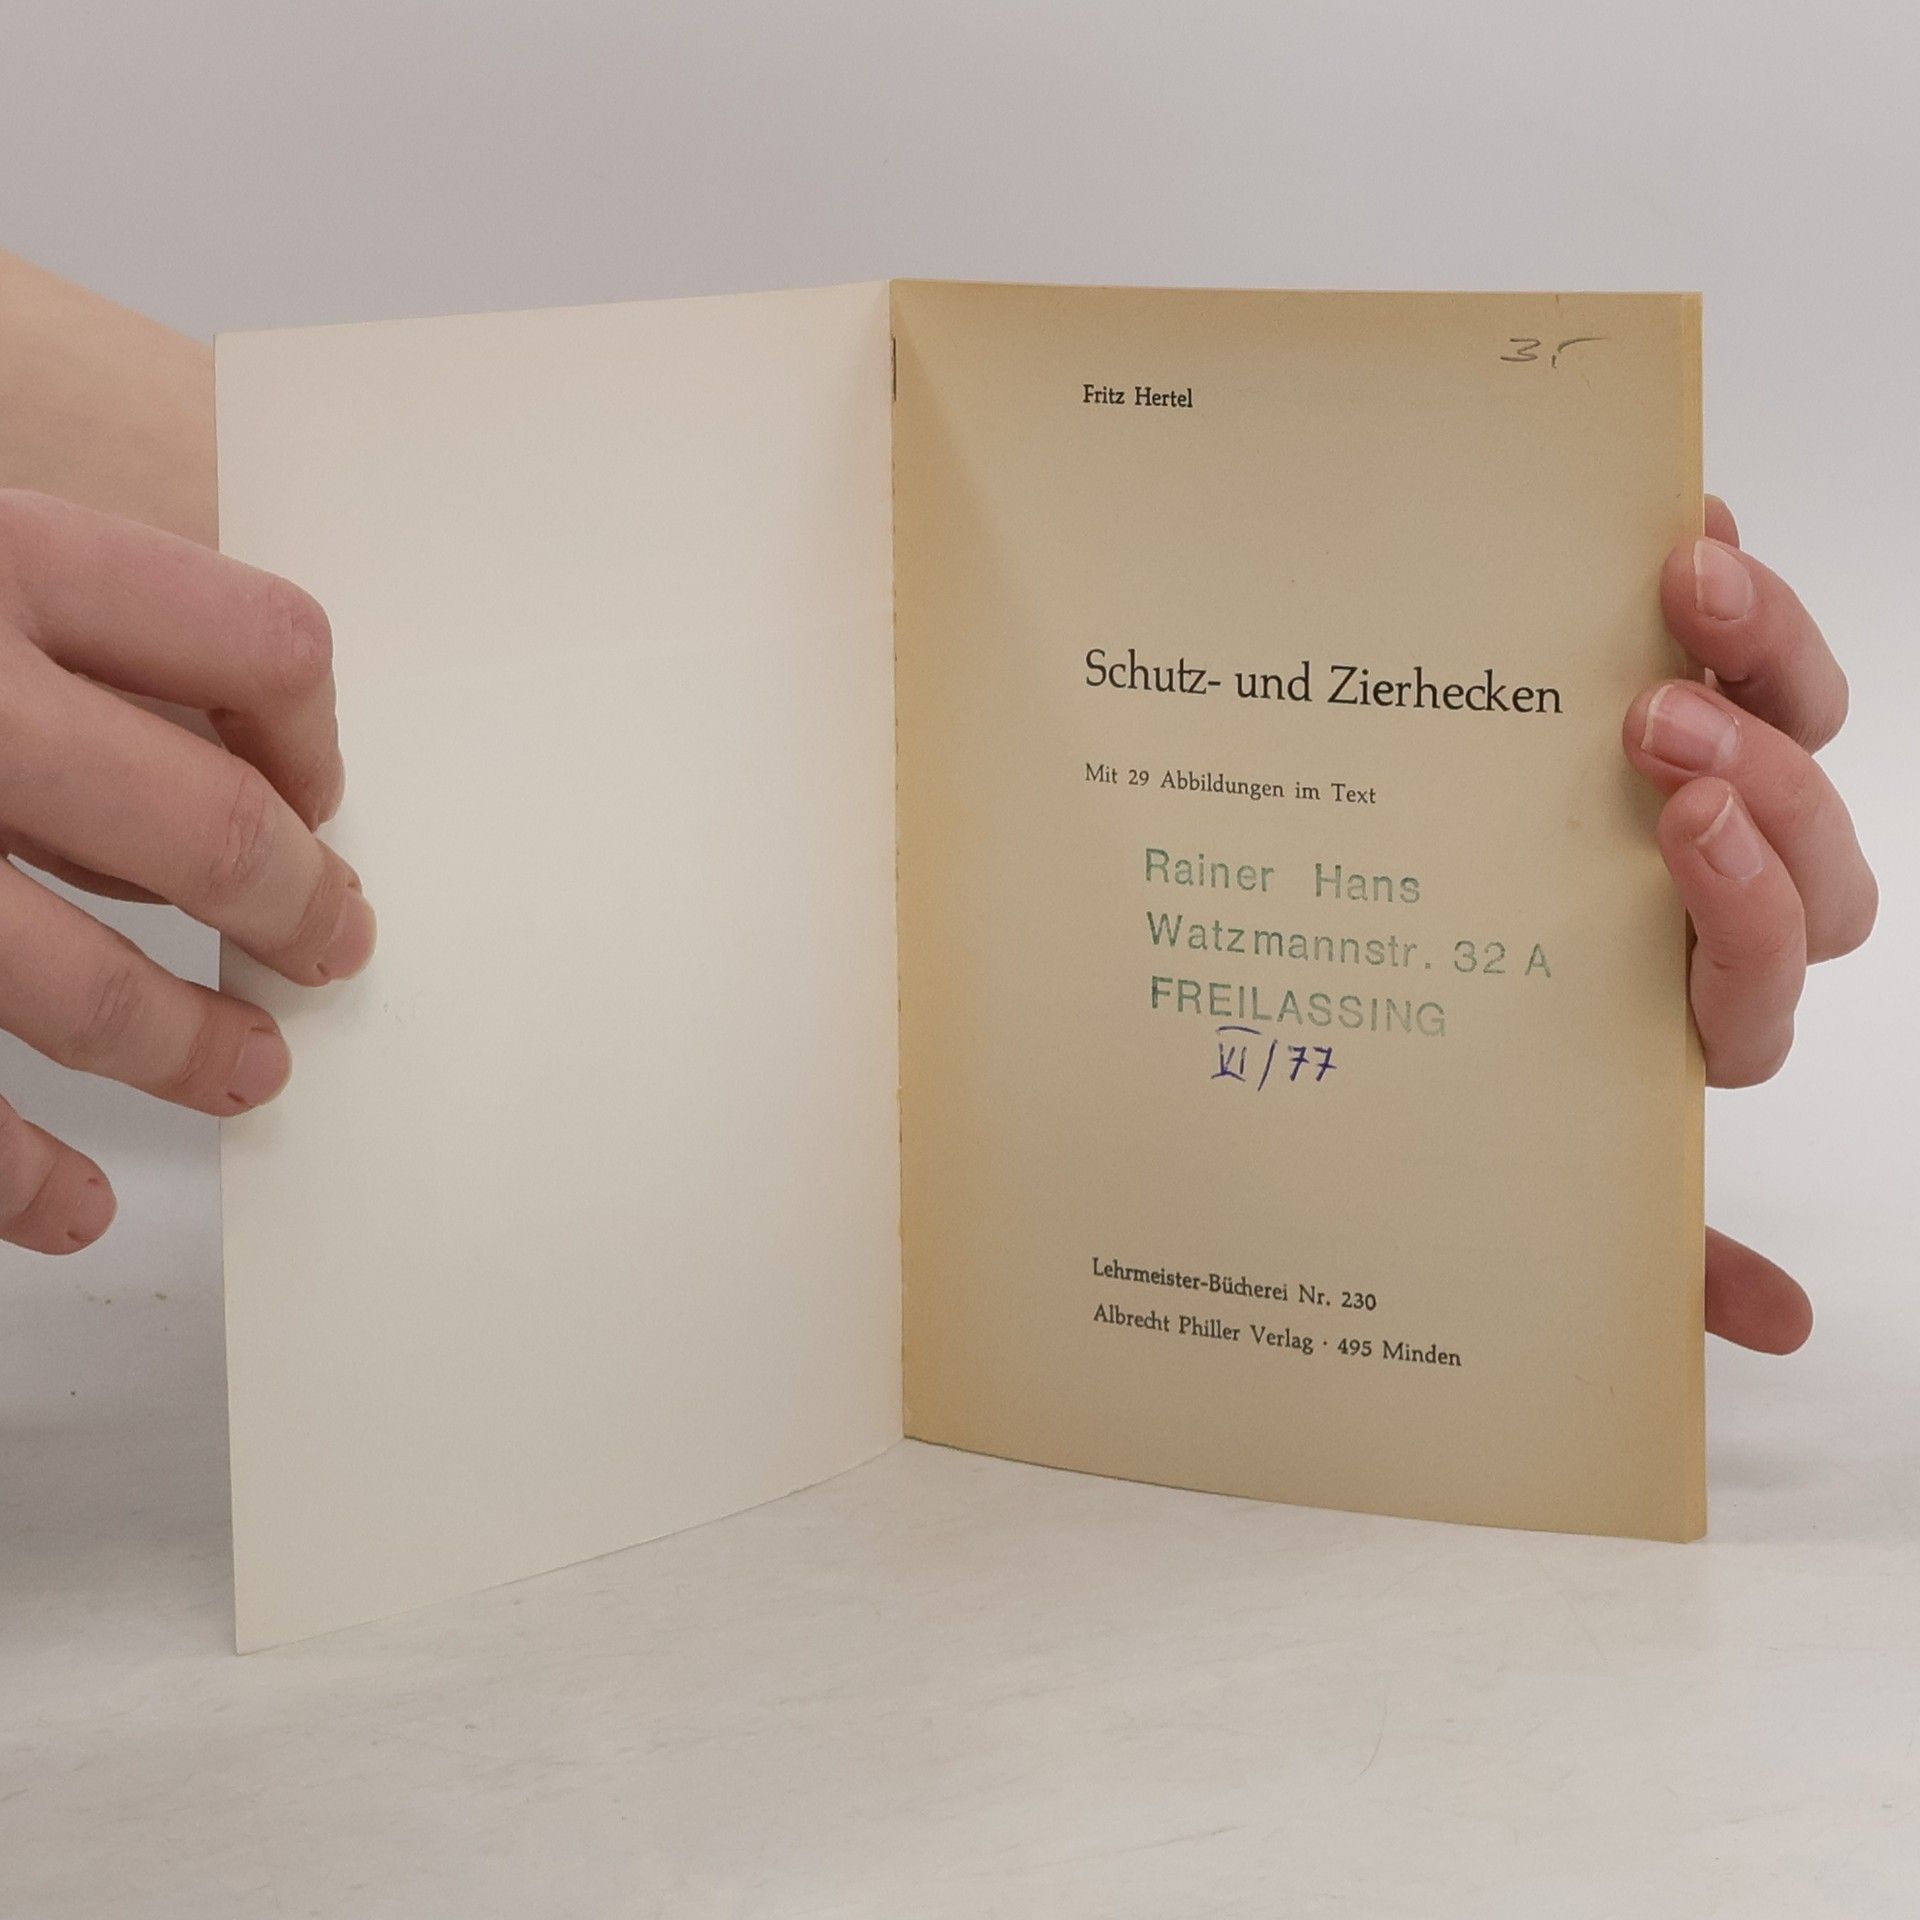 3,-
Fritz Hertel
Schutz- und Zierhecken
Mit 29 Abbildungen im Text
Rainer Hans
Watzmannstr. 32 A
FREILASSING
VI/77
Lehrmeister-Bücherei Nr. 230
Albrecht Philler Verlag · 495 Minden